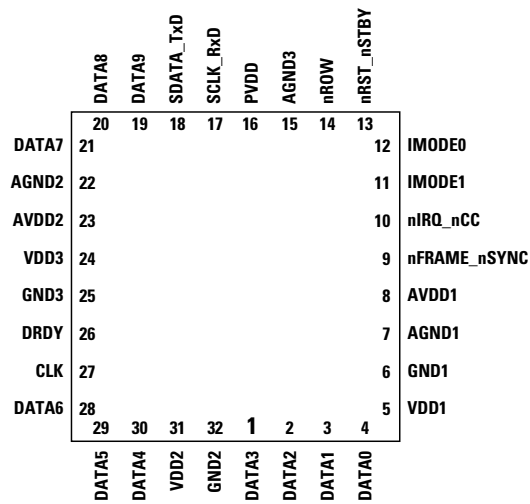 DATA8
DATA9
SDATA_TxD
SCLK_RxD
PVDD
AGND3
nROW
nRST_nSTBY
20 19 18 17 16 15 14 13
DATA7 21 12 IMODE0
AGND2 22 11 IMODE1
AVDD2 23 10 nIRQ_nCC
VDD3 24 9 nFRAME_nSYNC
GND3 25 8 AVDD1
DRDY 26 7 AGND1
CLK 27 6 GND1
DATA6 28 5 VDD1
29 30 31 32 1 2 3 4
DATA5
DATA4
VDD2
GND2
DATA3
DATA2
DATA1
DATA0